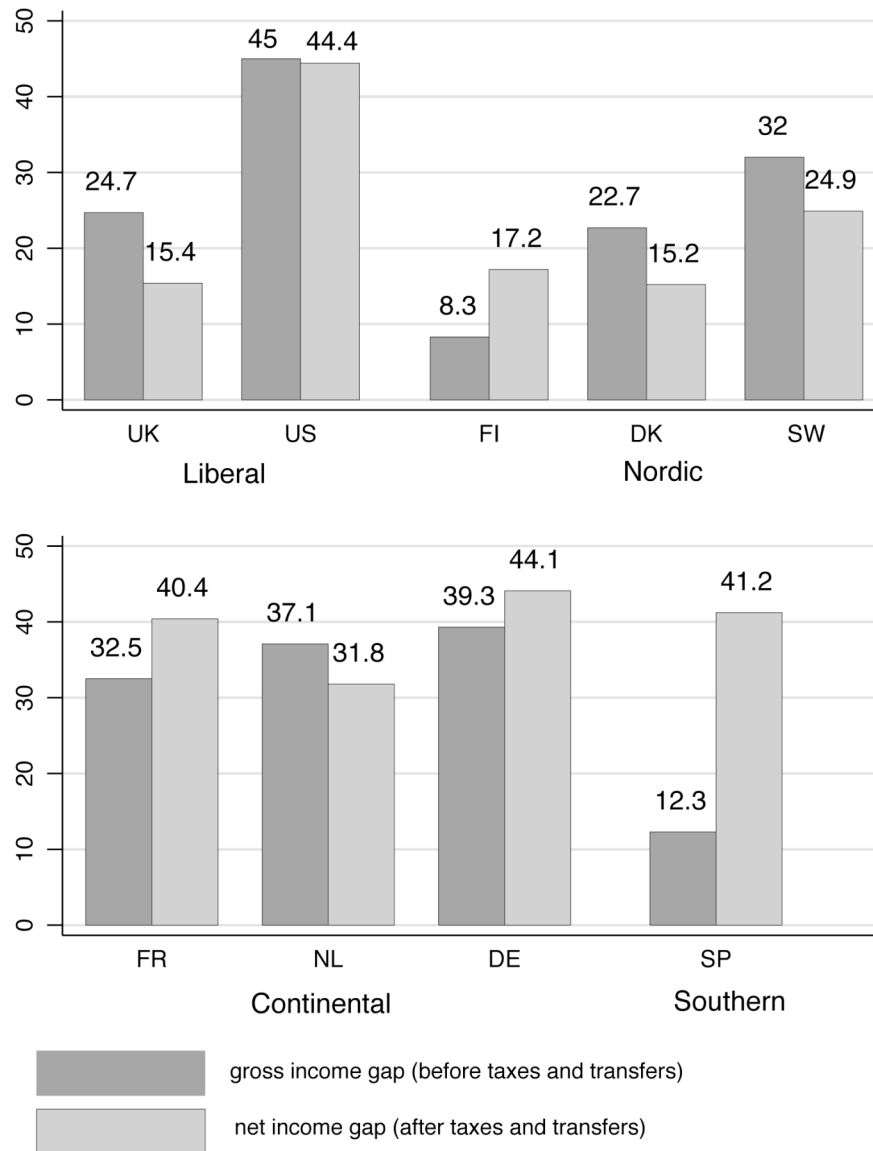 50
40
30
20
10
0
24.7
15.4
45
44.4
8.3
17.2
22.7
15.2
32
24.9
UK
US
FI
DK
SW
Liberal
Nordic
50
40
30
20
10
0
32.5
40.4
37.1
31.8
39.3
44.1
12.3
41.2
FR
NL
DE
SP
Continental
Southern
gross income gap (before taxes and transfers)
net income gap (after taxes and transfers)